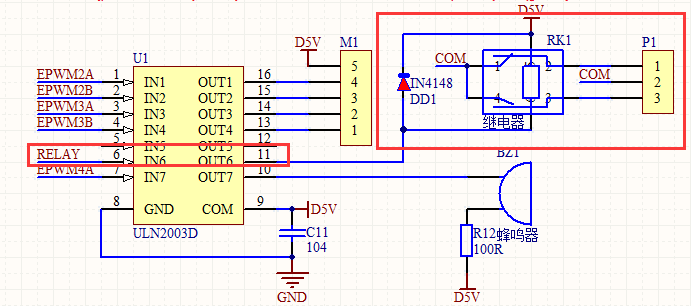 D5V
U1
D5V
M1
COM
RK1
P1
EPWM2A 1 IN1 OUT1 16 5
EPWM2B 2 IN2 OUT2 15 4
EPWM3A 3 IN3 OUT3 14 3
EPWM3B 4 IN4 OUT4 13 2
5 IN5 OUT5 12 1
RELAY 6 IN6 OUT6 11
EPWM4A 7 IN7 OUT7 10
8 GND COM 9 D5V
ULN2003D
C11
104
GND
IN4148
DD1
1 2
4 3
继电器
COM
1
2
3
BZ1
R12
100R
蜂鸣器
D5V